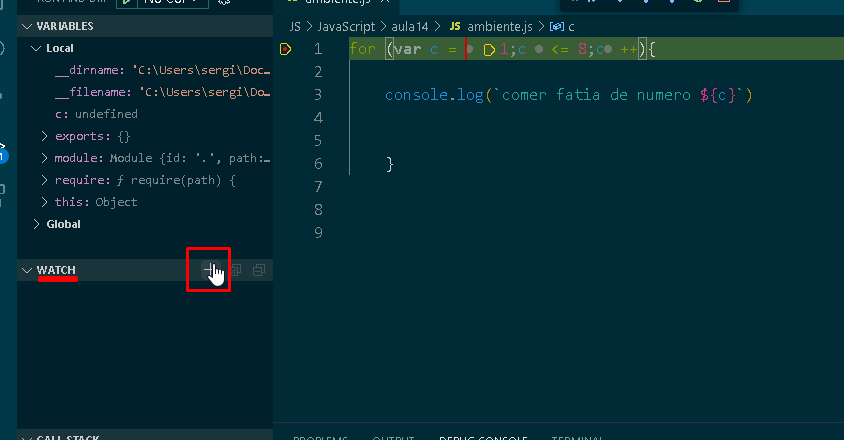 VARIABLES
Local
__dirname: 'C:\Users\sergi\Doc…
__filename: 'C:\Users\sergi\Do…
c: undefined
exports: {}
module: Module {id: '.', path:…
require: ƒ require(path) {
this: Object
Global
WATCH
CALL STACK
ambiente.js
JS > JavaScript > aula14 > JS ambiente.js > c
1 for (var c = 1;c <= 8;c ++){
2
3 console.log(`comer fatia de numero ${c}`)
4
5
6 }
7
8
9
PROBLEMS OUTPUT DEBUG CONSOLE TERMINAL